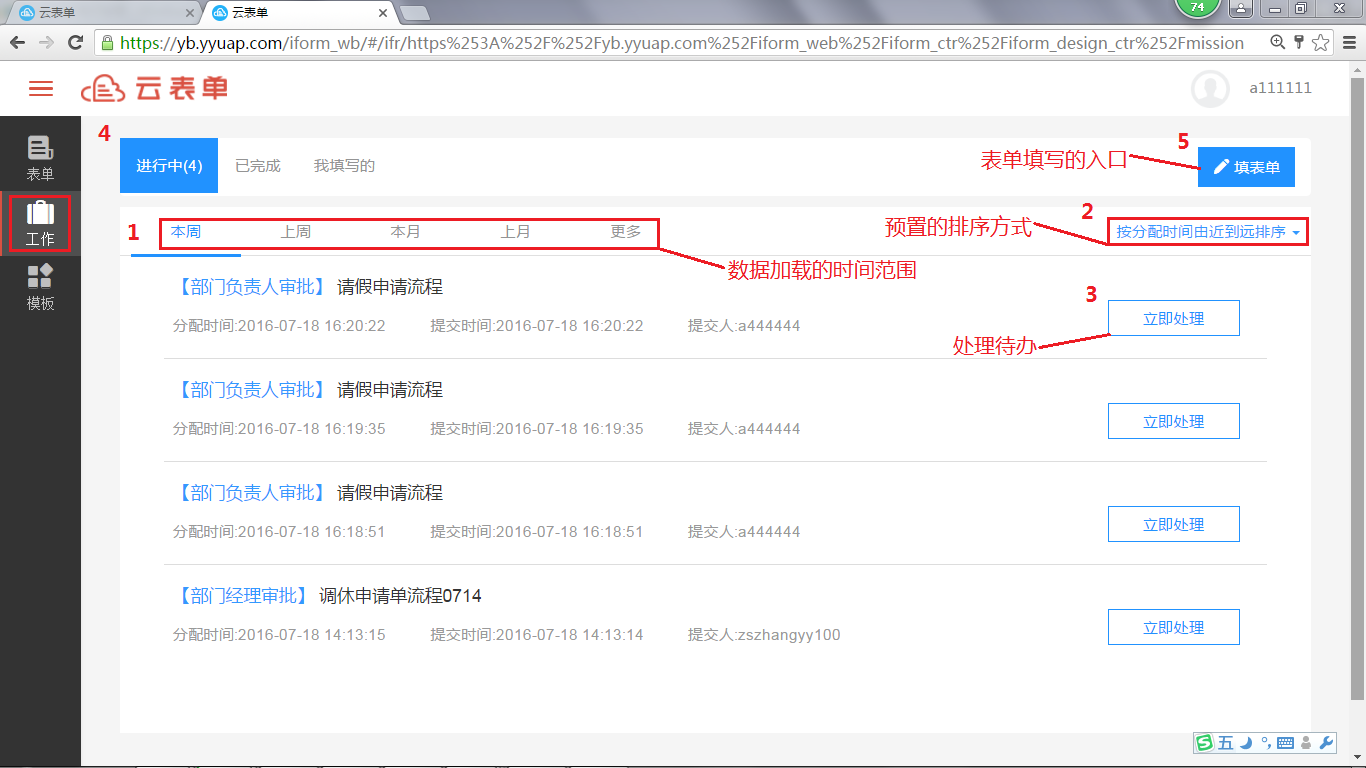 云表单
云表单
74
https://yb.yyuap.com/iform_wb/#/ifr/https%253A%252F%252Fyb.yyuap.com%252Fiform_web%252Fiform_ctr%252Fiform_design_ctr%252Fmission
云表单
a111111
表单
工作
模板
4
进行中(4)
已完成
我填写的
表单填写的入口
5
填表单
1
本周
上周
本月
上月
更多
数据加载的时间范围
预置的排序方式
2
按分配时间由近到远排序
【部门负责人审批】 请假申请流程
分配时间:2016-07-18 16:20:22 提交时间:2016-07-18 16:20:22 提交人:a444444
3
立即处理
处理待办
【部门负责人审批】 请假申请流程
分配时间:2016-07-18 16:19:35 提交时间:2016-07-18 16:19:35 提交人:a444444
立即处理
【部门负责人审批】 请假申请流程
分配时间:2016-07-18 16:18:51 提交时间:2016-07-18 16:18:51 提交人:a444444
立即处理
【部门经理审批】 调休申请单流程0714
分配时间:2016-07-18 14:13:15 提交时间:2016-07-18 14:13:14 提交人:zszhangyy100
立即处理
五